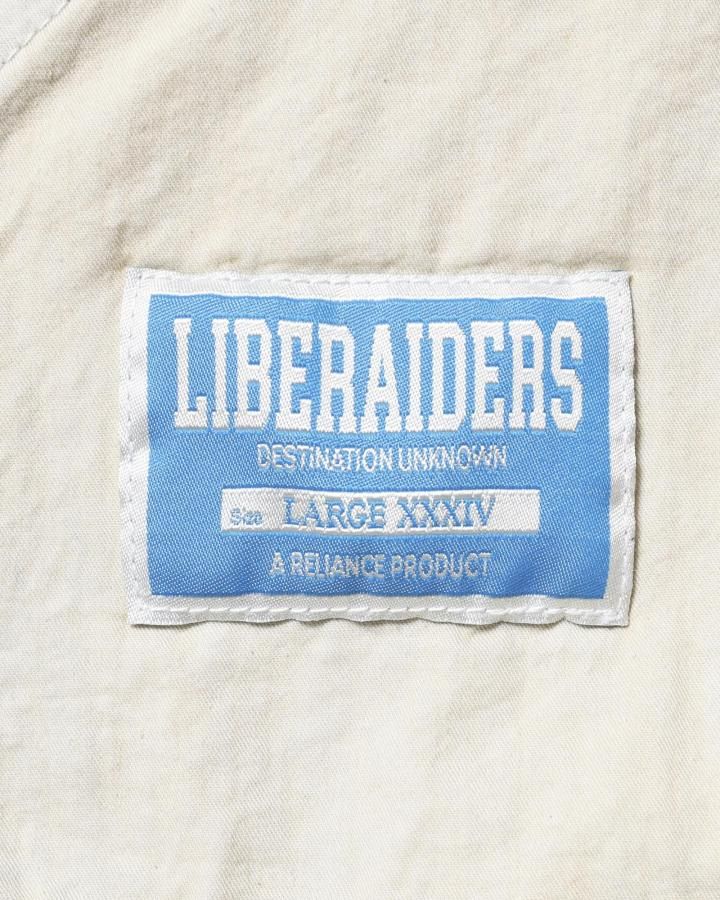 LIBERAIDERS
DESTINATION UNKNOWN
Size LARGE XXXIV
A RELIANCE PRODUCT